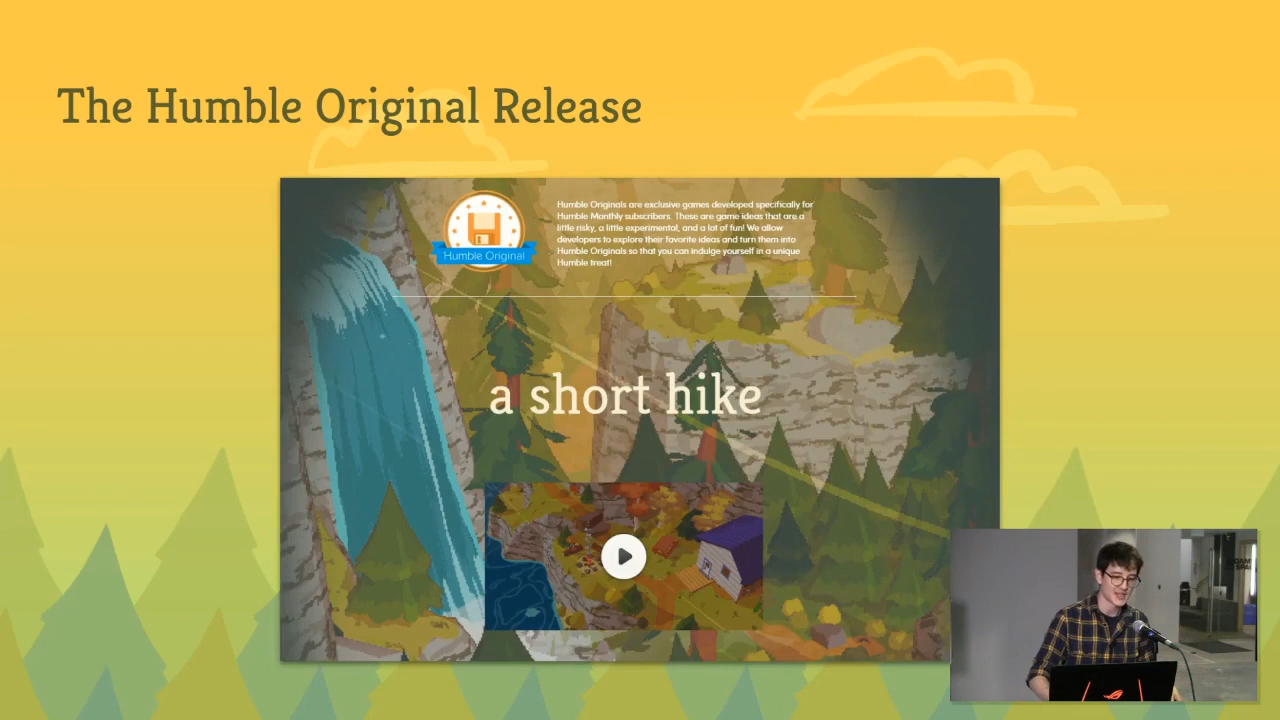 The Humble Original Release
Humble Originals are exclusive games developed specifically for
Humble Monthly subscribers. These are game ideas that are a
little risky, a little experimental, and a lot of fun! We allow
developers to explore their favorite ideas and turn them into
Humble Originals so that you can indulge yourself in a unique
Humble treat!
Humble Original
a short hike